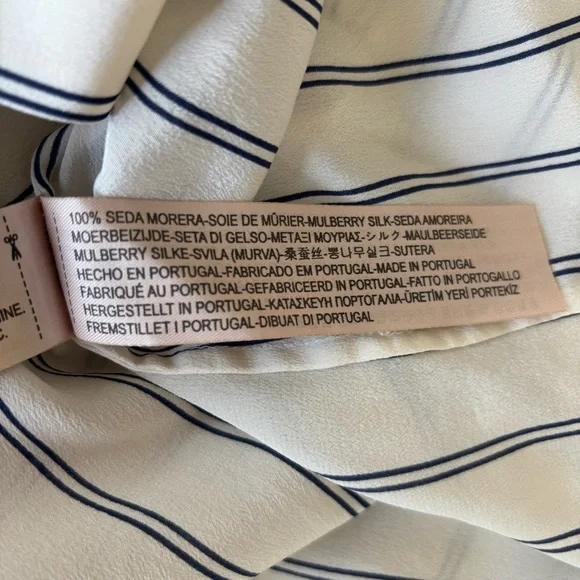 100% SEDA MORERA-SOIE DE MÛRIER-MULBERRY SILK-SEDA AMOREIRA
MOERBEIZIJDE-SETA DI GELSO-ΜΕΤΑΞΙ ΜΟΥΡΙΑΣ-シルク-MAULBEERSEIDE
MULBERRY SILKE-SVILA (MURVA)-桑蚕丝-뽕나무실크-SUTERA
HECHO EN PORTUGAL-FABRICADO EM PORTUGAL-MADE IN PORTUGAL
FABRIQUÉ AU PORTUGAL-GEFABRICEERD IN PORTUGAL-FATTO IN PORTOGALLO
HERGESTELLT IN PORTUGAL-ΚΑΤΑΣΚΕΥΗ ΠΟΡΤΟΓΑΛΙΑ-ÜRETİM YERİ PORTEKİZ
FREMSTILLET I PORTUGAL-DIBUAT DI PORTUGAL
INE.
C.